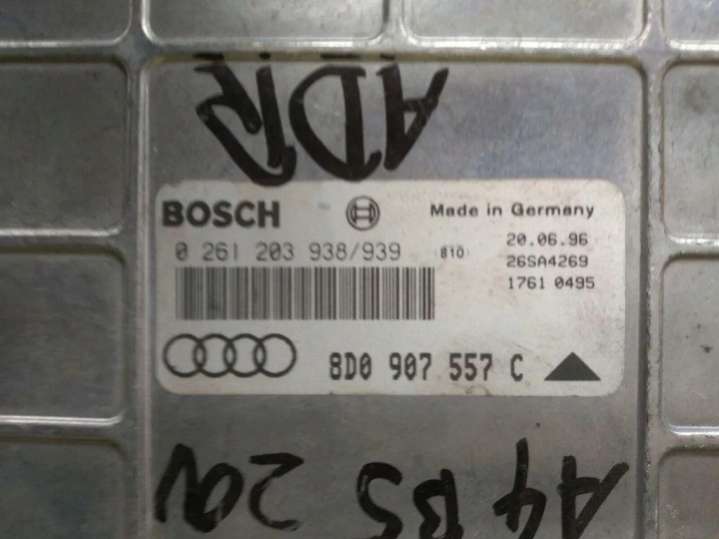 ADR
BOSCH Made in Germany
0 261 203 938/939 810 20.06.96
26SA4269
1761 0495
8D0 907 557 C
A4 B5 20V